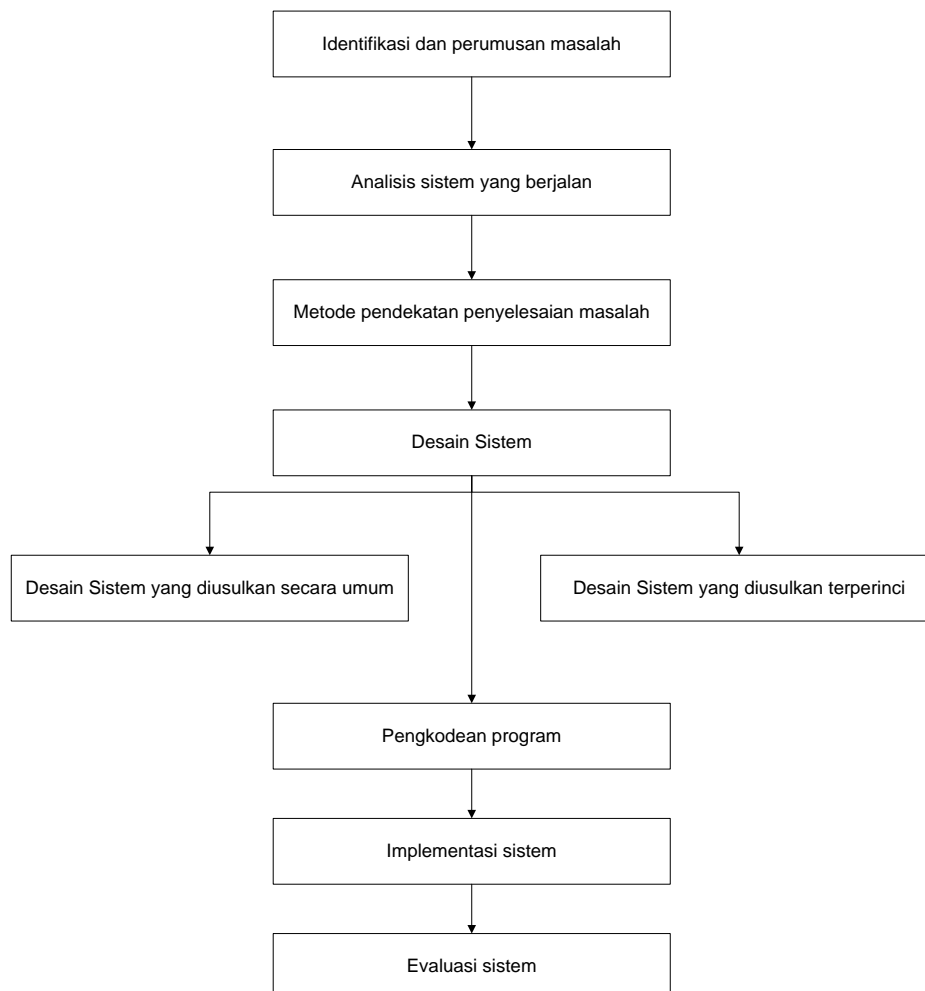 Identifikasi dan perumusan masalah
Analisis sistem yang berjalan
Metode pendekatan penyelesaian masalah
Desain Sistem
Desain Sistem yang diusulkan secara umum
Desain Sistem yang diusulkan terperinci
Pengkodean program
Implementasi sistem
Evaluasi sistem